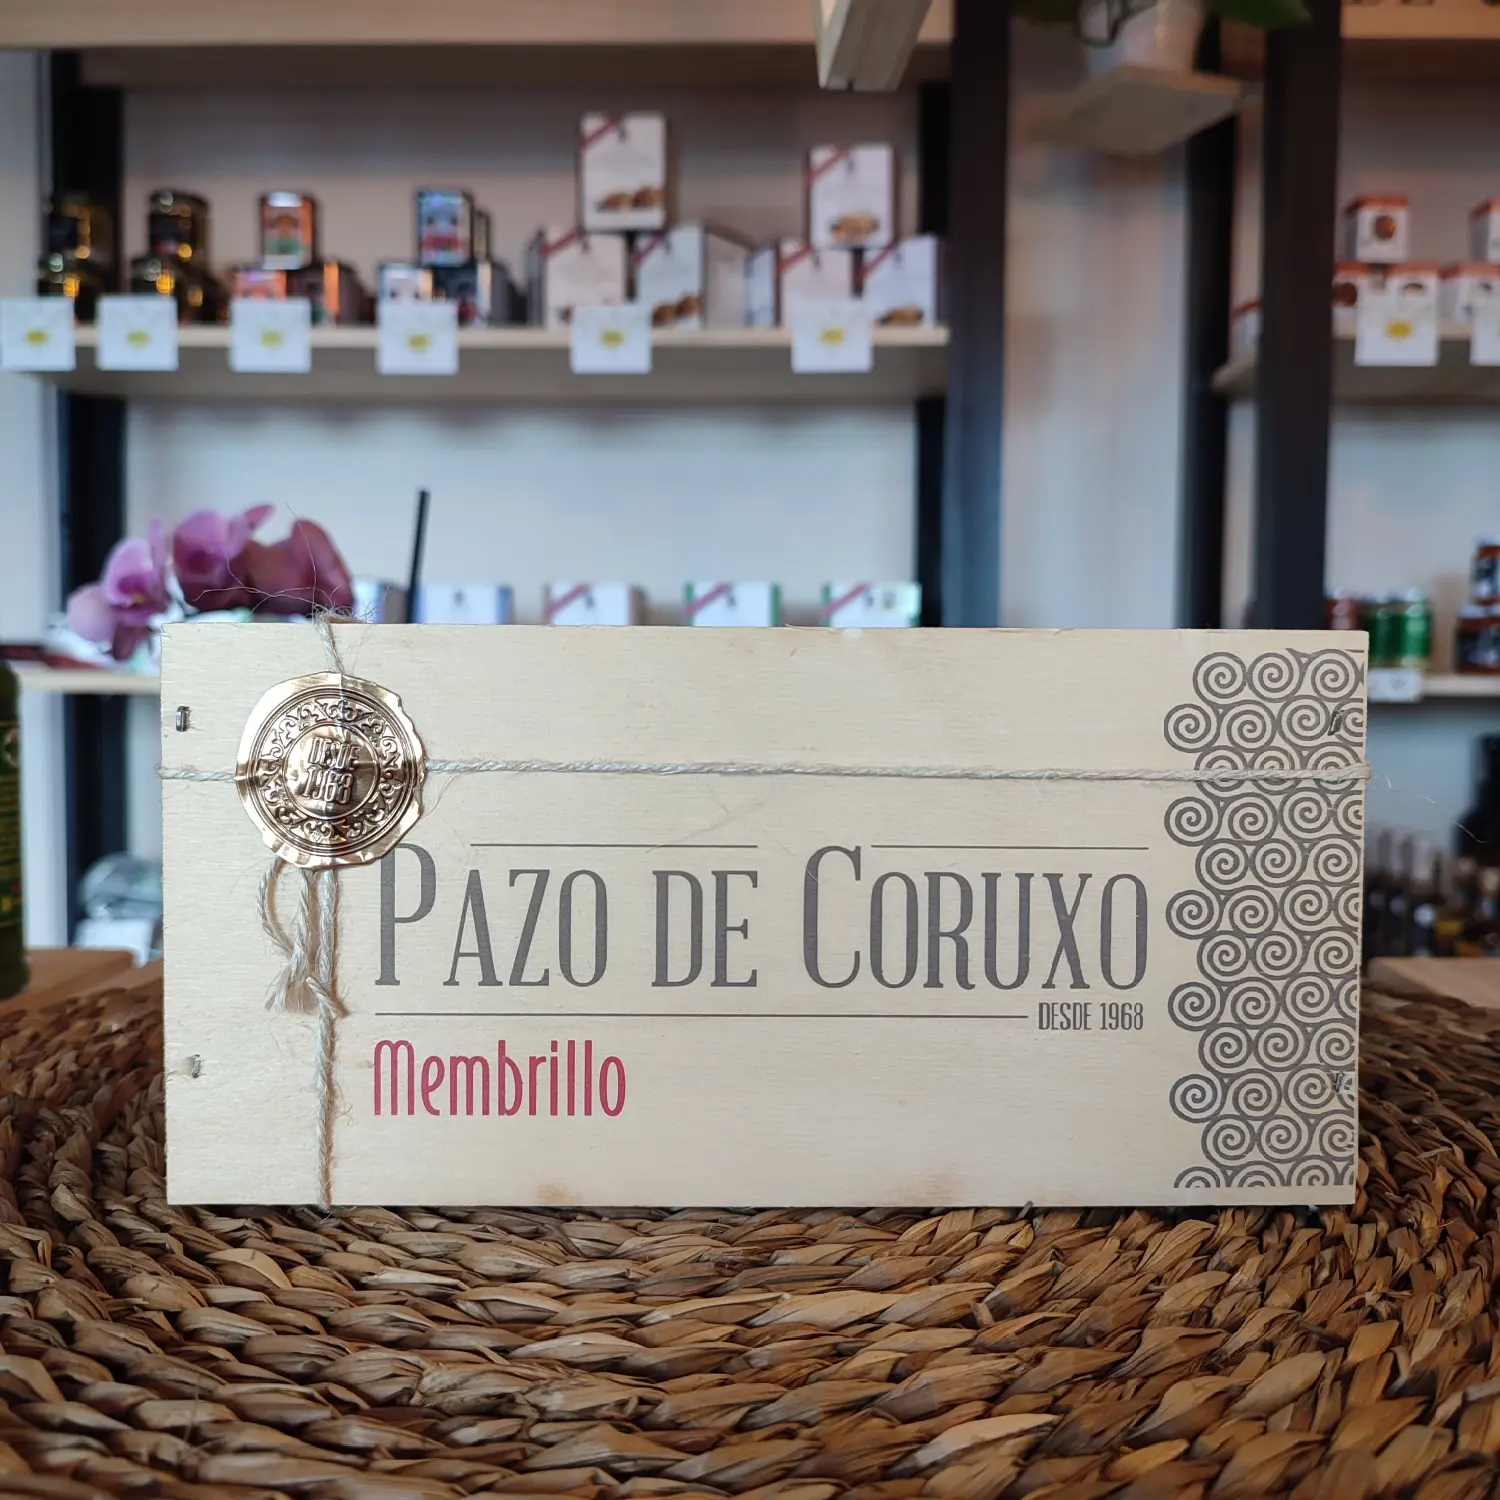 DESDE
1968
PAZO DE CORUXO
DESDE 1968
Membrillo